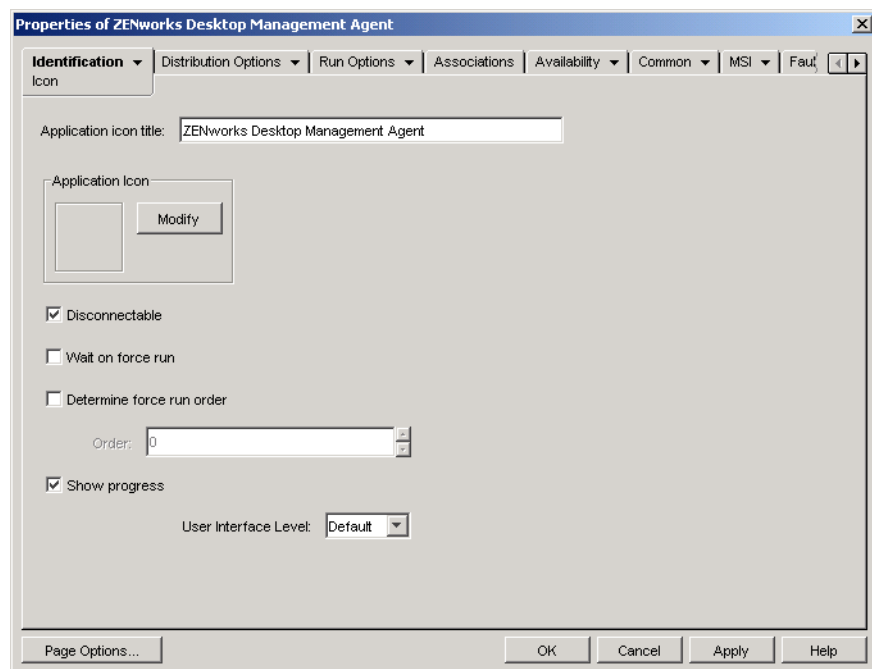 Properties of ZENworks Desktop Management Agent
Identification Distribution Options Run Options Associations Availability Common MSI
Icon
Application icon title: ZENworks Desktop Management Agent
Application Icon
Modify
Disconnectable
Wait on force run
Determine force run order
Order: 0
Show progress
User Interface Level: Default
Page Options... OK Cancel Apply Help